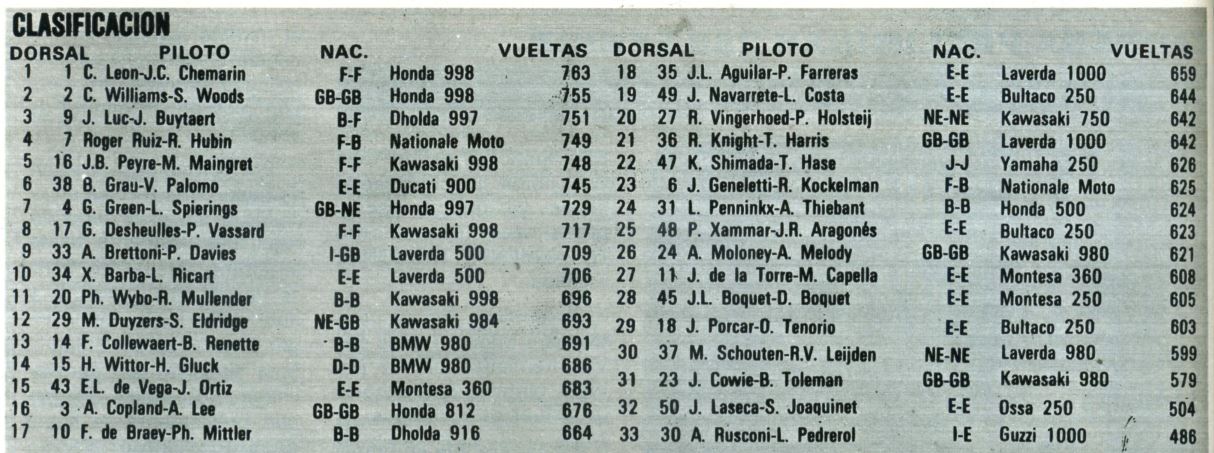 CLASIFICACION
DORSAL PILOTO NAC. VUELTAS
1 1 C. Leon-J.C. Chemarin F-F Honda 998 763
2 2 C. Williams-S. Woods GB-GB Honda 998 755
3 9 J. Luc-J. Buytaert B-F Dholda 997 751
4 7 Roger Ruiz-R. Hubin F-B Nationale Moto 749
5 16 J.B. Peyre-M. Maingret F-F Kawasaki 998 748
6 38 B. Grau-V. Palomo E-E Ducati 900 745
7 4 G. Green-L. Spierings GB-NE Honda 997 729
8 17 G. Desheulles-P. Vassard F-F Kawasaki 998 717
9 33 A. Brettoni-P. Davies I-GB Laverda 500 709
10 34 X. Barba-L. Ricart E-E Laverda 500 706
11 20 Ph. Wybo-R. Mullender B-B Kawasaki 998 696
12 29 M. Duyzers-S. Eldridge NE-GB Kawasaki 984 693
13 14 F. Collewaert-B. Renette B-B BMW 980 691
14 15 H. Wittor-H. Gluck D-D BMW 980 686
15 43 E.L. de Vega-J. Ortiz E-E Montesa 360 683
16 3 A. Copland-A. Lee GB-GB Honda 812 676
17 10 F. de Braey-Ph. Mittler B-B Dholda 916 664
DORSAL PILOTO NAC. VUELTAS
18 35 J.L. Aguilar-P. Farreras E-E Laverda 1000 659
19 49 J. Navarrete-L. Costa E-E Bultaco 250 644
20 27 R. Vingerhoed-P. Holsteij NE-NE Kawasaki 750 642
21 36 R. Knight-T. Harris GB-GB Laverda 1000 642
22 47 K. Shimada-T. Hase J-J Yamaha 250 626
23 6 J. Geneletti-R. Kockelman F-B Nationale Moto 625
24 31 L. Penninkx-A. Thiebant B-B Honda 500 624
25 48 P. Xammar-J.R. Aragonés E-E Bultaco 250 623
26 24 A. Moloney-A. Melody GB-GB Kawasaki 980 621
27 11 J. de la Torre-M. Capella E-E Montesa 360 608
28 45 J.L. Boquet-D. Boquet E-E Montesa 250 605
29 18 J. Porcar-O. Tenorio E-E Bultaco 250 603
30 37 M. Schouten-R.V. Leijden NE-NE Laverda 980 599
31 23 J. Cowie-B. Toleman GB-GB Kawasaki 980 579
32 50 J. Laseca-S. Joaquinet E-E Ossa 250 504
33 30 A. Rusconi-L. Pedrerol I-E Guzzi 1000 486